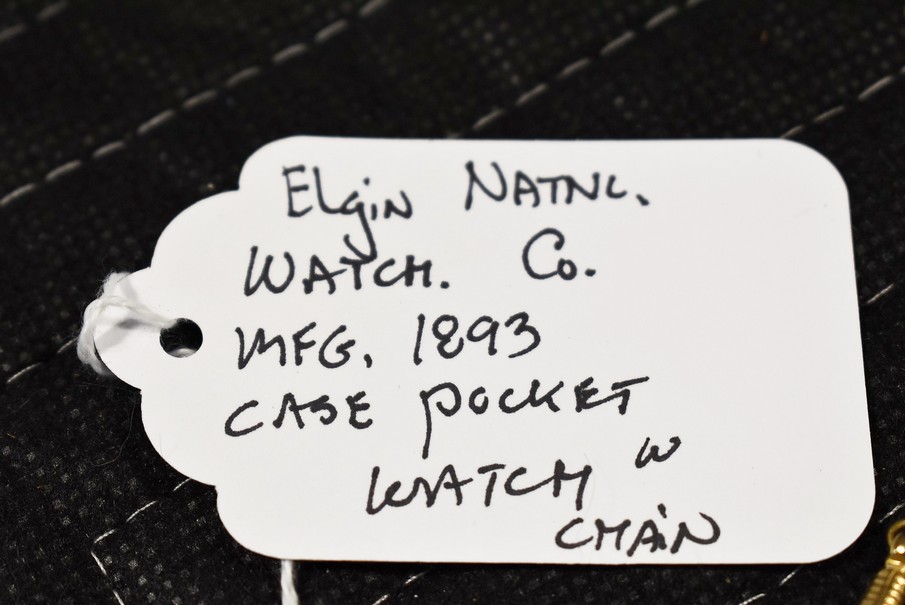 Elgin NATNL.
WATCH. Co.
MFG. 1893
CASE POCKET
WATCH W
CHAiN